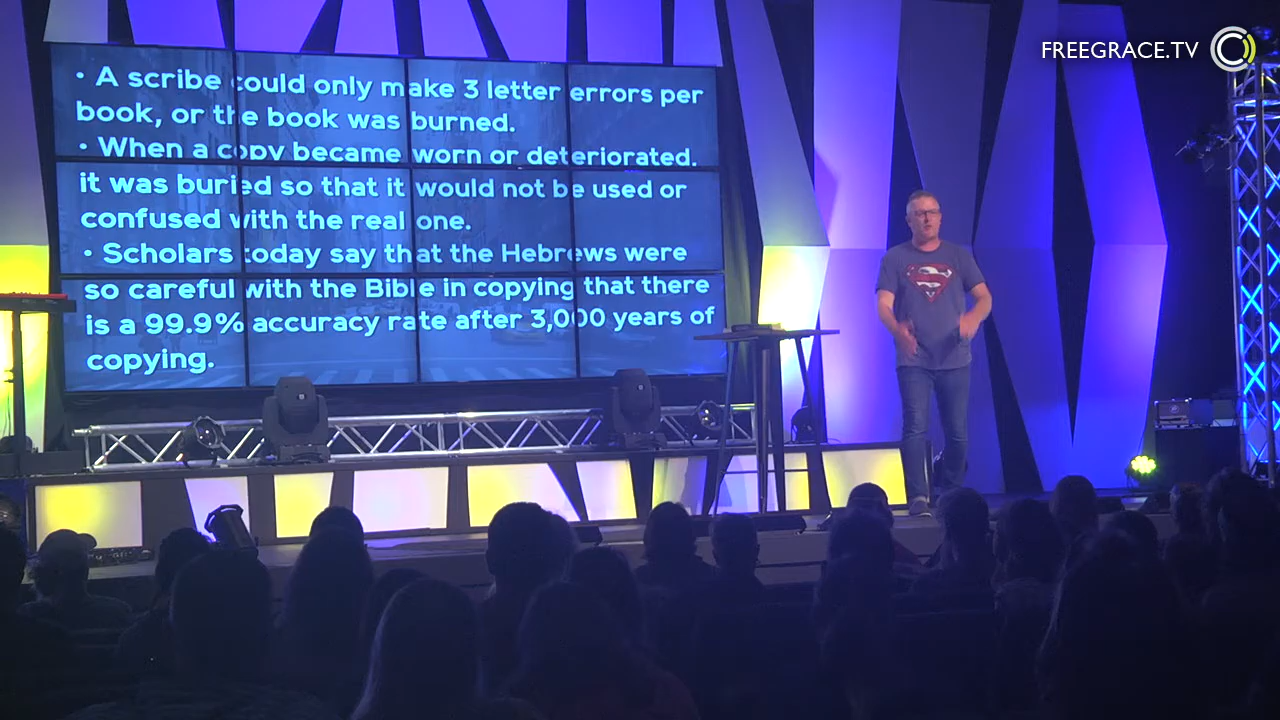 FREEGRACE.TV
• A scribe could only make 3 letter errors per
book, or the book was burned.
• When a copy became worn or deteriorated.
it was buried so that it would not be used or
confused with the real one.
• Scholars today say that the Hebrews were
so careful with the Bible in copying that there
is a 99.9% accuracy rate after 3,000 years of
copying.